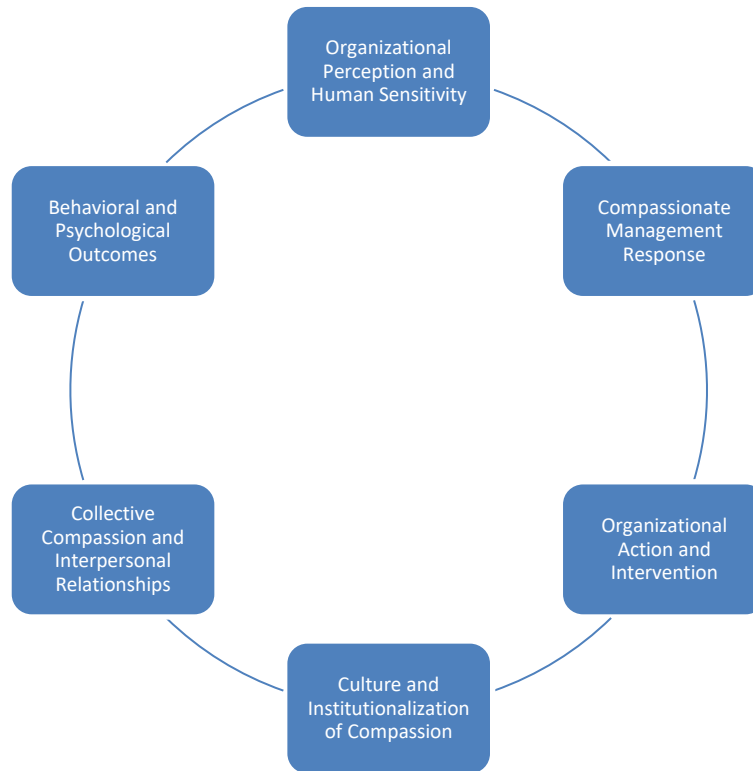 Organizational
Perception and
Human Sensitivity
Compassionate
Management
Response
Organizational
Action and
Intervention
Culture and
Institutionalization
of Compassion
Collective
Compassion and
Interpersonal
Relationships
Behavioral and
Psychological
Outcomes